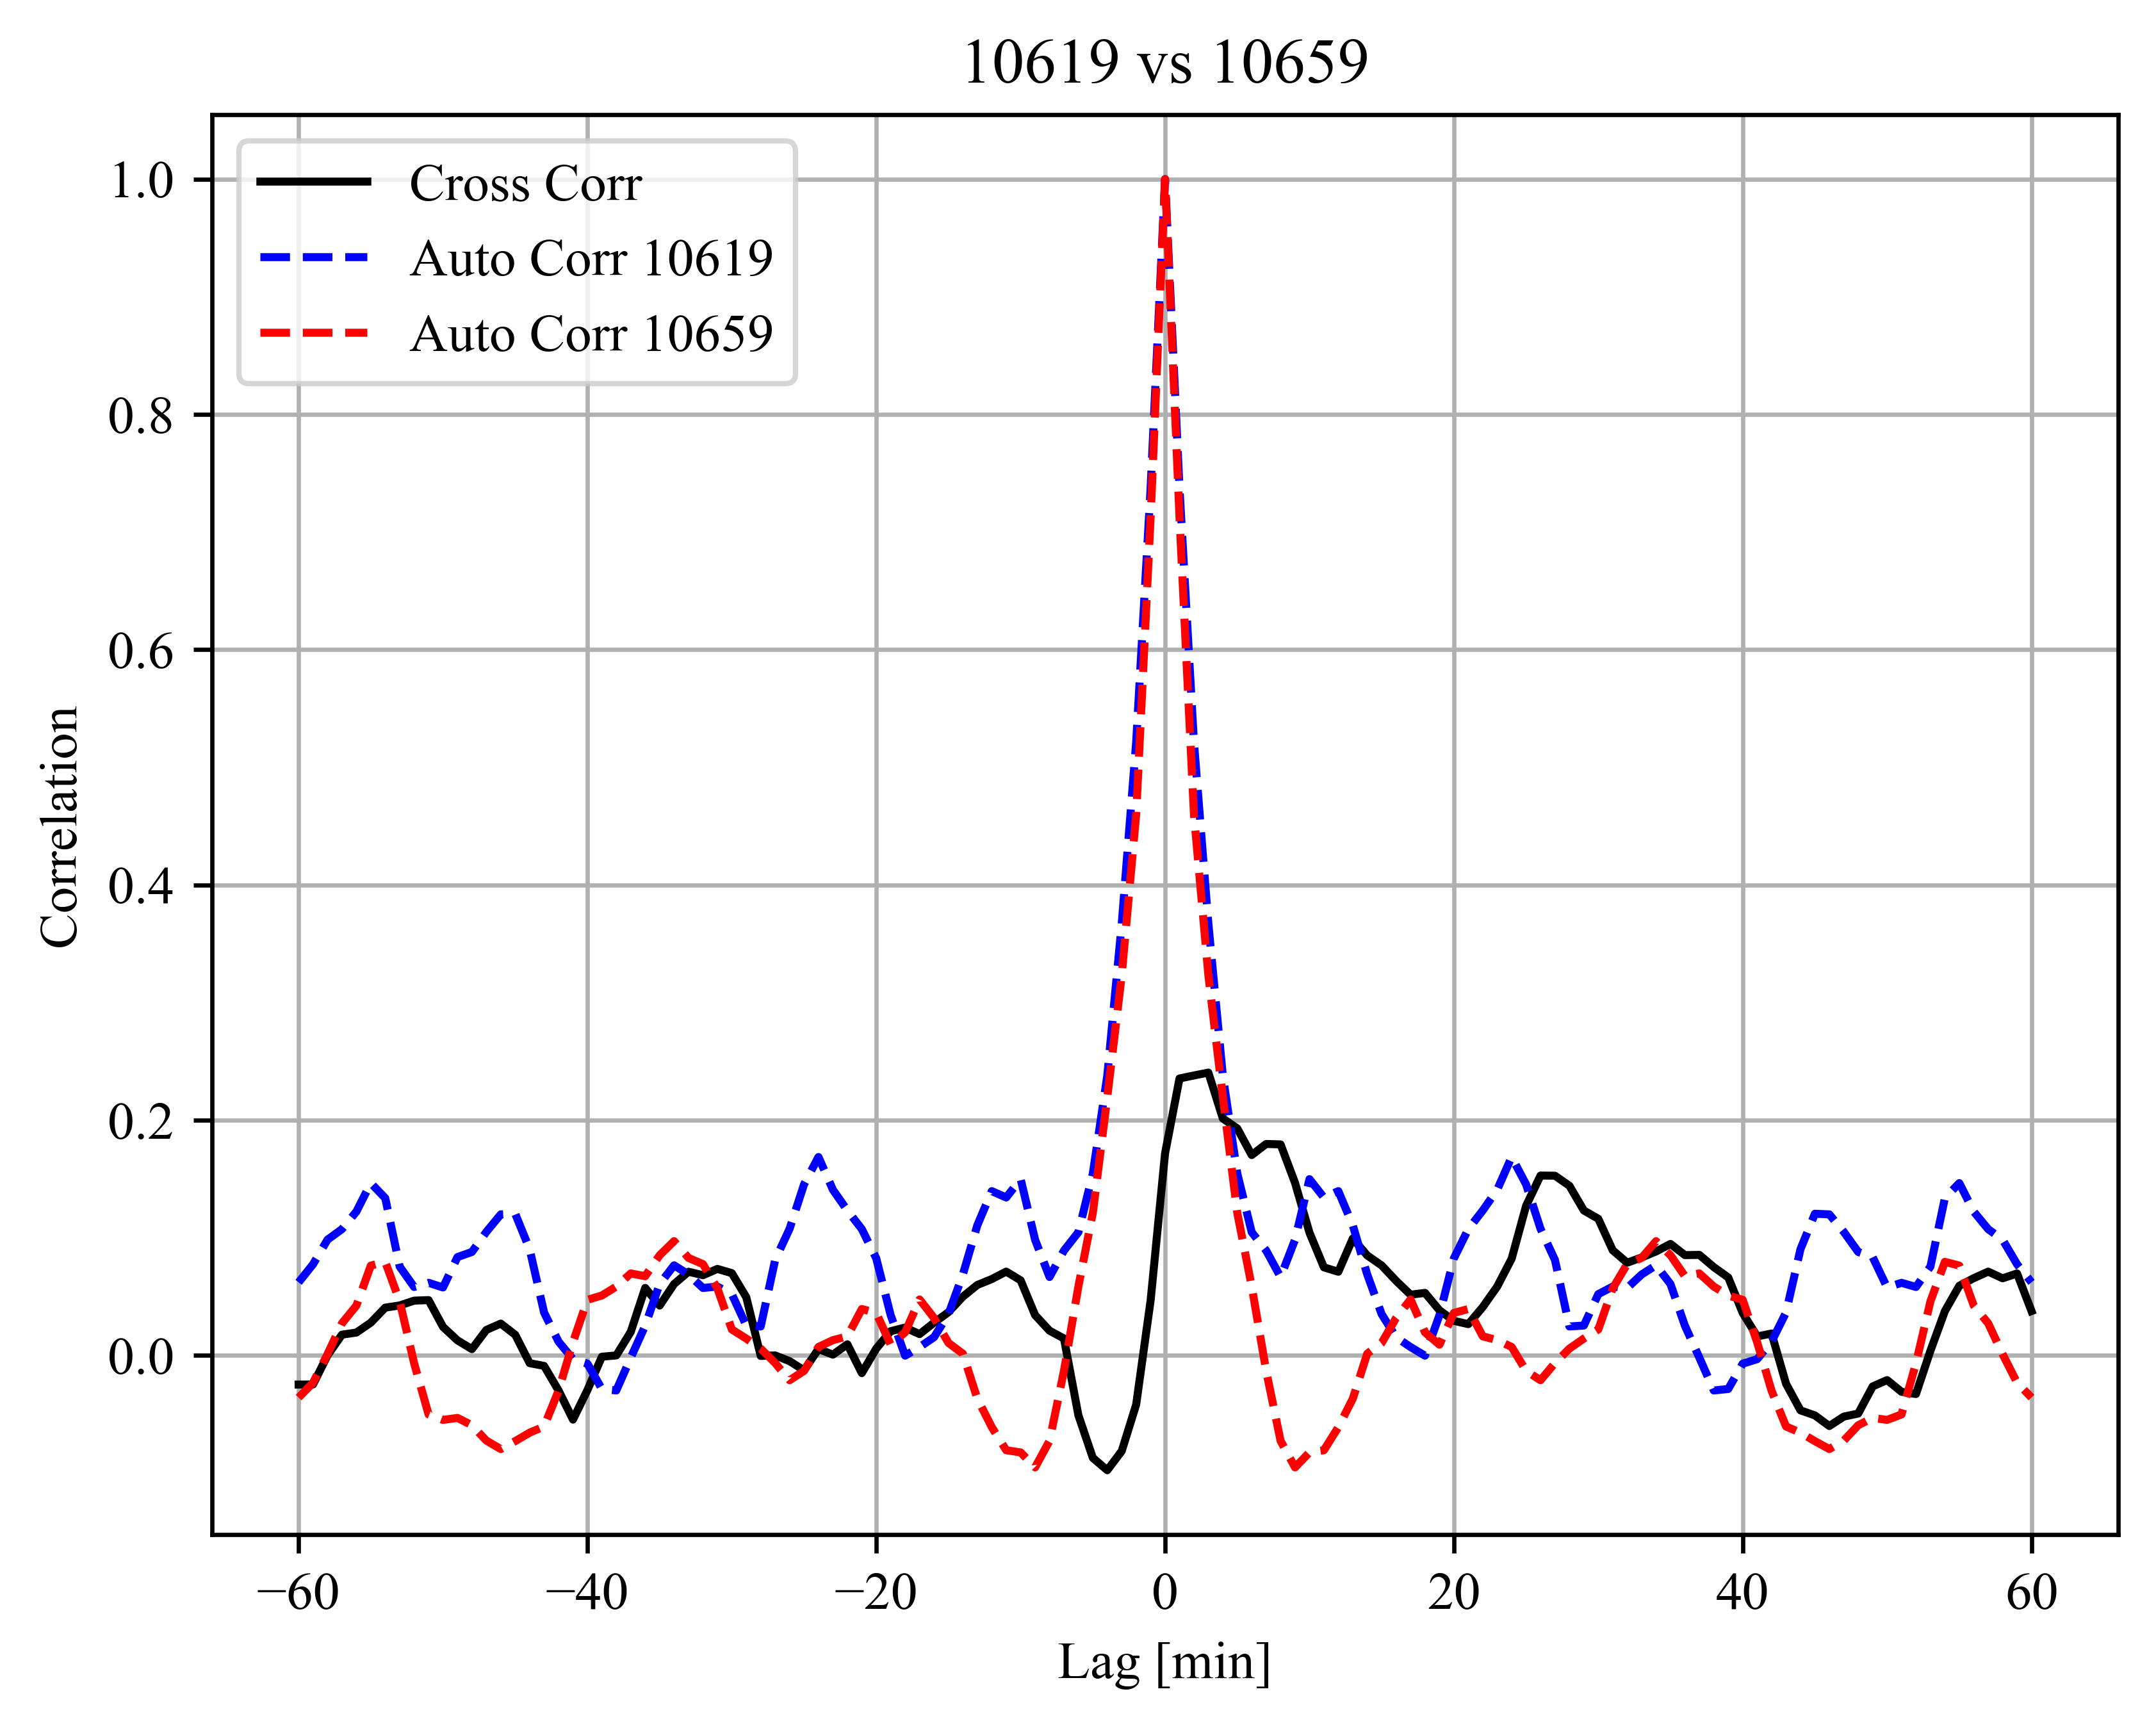 10619 vs 10659
Cross Corr
Auto Corr 10619
Auto Corr 10659
1.0
0.8
0.6
0.4
0.2
0.0
Correlation
−60 −40 −20 0 20 40 60
Lag [min]